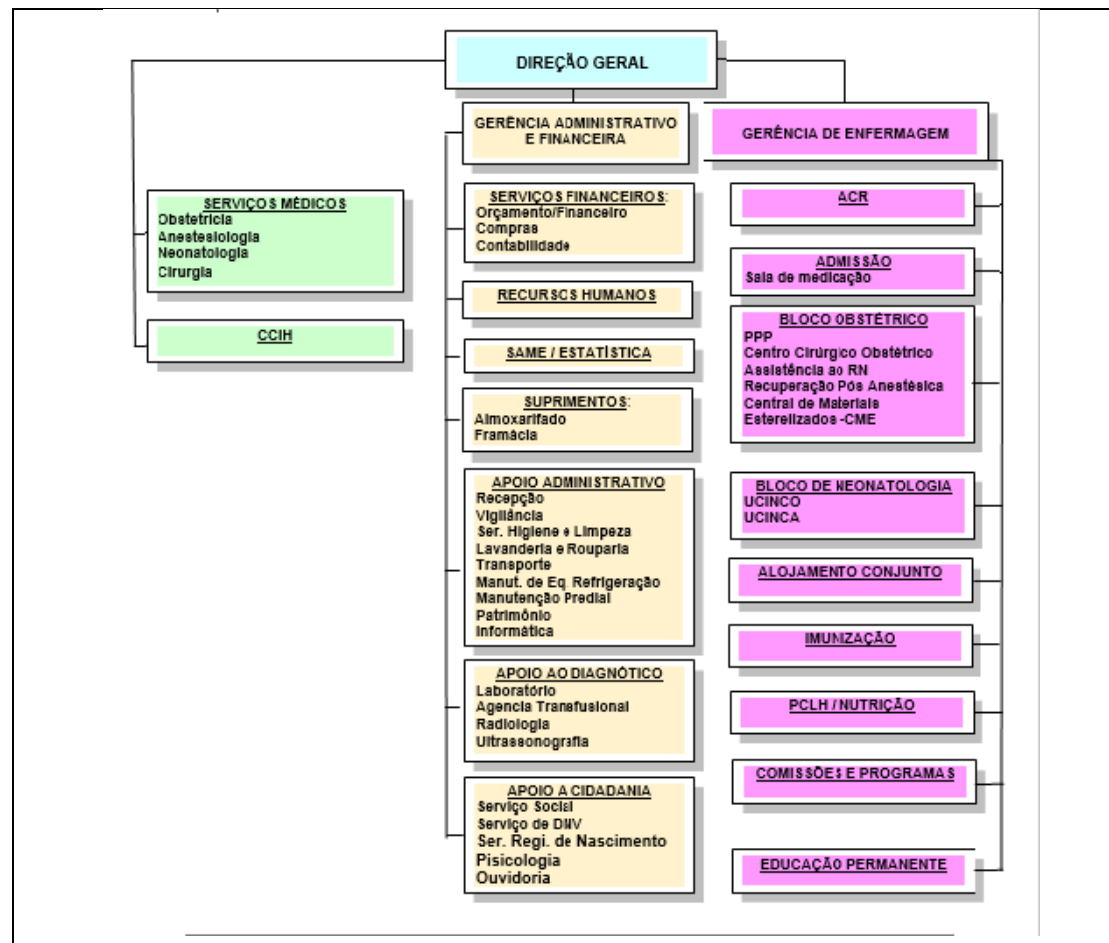 DIREÇÃO GERAL
GERÊNCIA ADMINISTRATIVO
E FINANCEIRA
GERÊNCIA DE ENFERMAGEM
SERVIÇOS MÉDICOS
Obstetricia
Anestesiologia
Neonatologia
Cirurgia
CCIH
SERVIÇOS FINANCEIROS:
Orçamento/Financeiro
Compras
Contabilidade
RECURSOS HUMANOS
SAME / ESTATÍSTICA
SUPRIMENTOS:
Almoxarifado
Framácia
APOIO ADMINISTRATIVO
Recepção
Vigilância
Ser. Higiene e Limpeza
Lavanderia e Rouparia
Transporte
Manut. de Eq. Refrigeração
Manutenção Predial
Patrimônio
Informática
APOIO AO DIAGNÓTICO
Laboratório
Agencia Transfusional
Radiologia
Ultrassonografia
APOIO A CIDADANIA
Serviço Social
Serviço de DMV
Ser. Regi. de Nascimento
Pisicologia
Ouvidoria
ACR
ADMISSÃO
Sala de medicação
BLOCO OBSTÉTRICO
PPP
Centro Cirúrgico Obstétrico
Assistência ao RN
Recuperação Pós Anestésica
Central de Materiais
Esterelizados -CME
BLOCO DE NEONATOLOGIA
UCINCO
UCINCA
ALOJAMENTO CONJUNTO
IMUNIZAÇÃO
PCLH / NUTRIÇÃO
COMISSÕES E PROGRAMAS
EDUCAÇÃO PERMANENTE